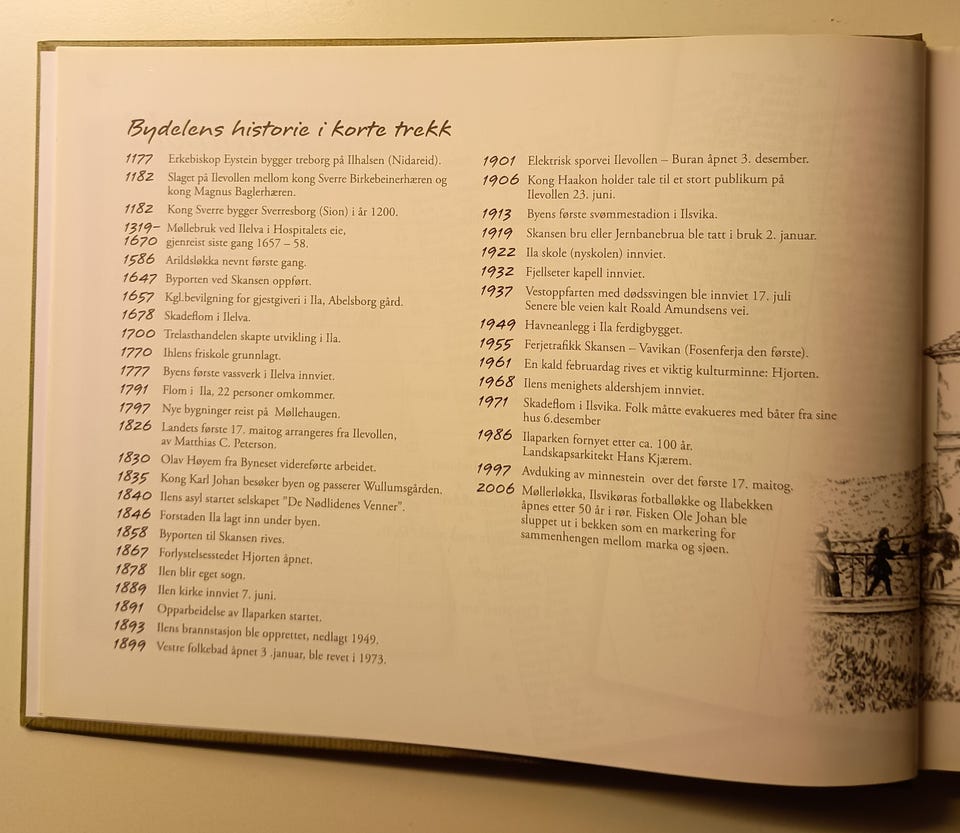 Bydelens historie i korte trekk
1177 Erkebiskop Eystein bygger treborg på Ilhalsen (Nidareid).
1182 Slaget på Ilevollen mellom kong Sverre Birkebeinerhæren og
kong Magnus Baglerhæren.
1182 Kong Sverre bygger Sverresborg (Sion) i år 1200.
1319- Møllebruk ved Ilelva i Hospitalets eie,
1670 gjenreist siste gang 1657 – 58.
1586 Arildsløkka nevnt første gang.
1647 Byporten ved Skansen oppført.
1657 Kgl.bevilgning for gjestgiveri i Ila, Abelsborg gård.
1678 Skadeflom i Ilelva.
1700 Trelasthandelen skapte utvikling i Ila.
1770 Ihlens friskole grunnlagt.
1777 Byens første vassverk i Ilelva innviet.
1791 Flom i Ila, 22 personer omkommer.
1797 Nye bygninger reist på Møllehaugen.
1826 Landets første 17. maitog arrangeres fra Ilevollen,
av Matthias C. Peterson.
1830 Olav Høyem fra Byneset videreførte arbeidet.
1835 Kong Karl Johan besøker byen og passerer Wullumsgården.
1840 Ilens asyl startet selskapet "De Nødlidenes Venner".
1846 Forstaden Ila lagt inn under byen.
1858 Byporten til Skansen rives.
1867 Forlystelsesstedet Hjorten åpnet.
1878 Ilen blir eget sogn.
1889 Ilen kirke innviet 7. juni.
1891 Opparbeidelse av Ilaparken startet.
1893 Ilens brannstasjon ble opprettet, nedlagt 1949.
1899 Vestre folkebad åpnet 3 .januar, ble revet i 1973.
1901 Elektrisk sporvei Ilevollen – Buran åpnet 3. desember.
1906 Kong Haakon holder tale til et stort publikum på
Ilevollen 23. juni.
1913 Byens første svømmestadion i Ilsvika.
1919 Skansen bru eller Jernbanebrua ble tatt i bruk 2. januar.
1922 Ila skole (nyskolen) innviet.
1932 Fjellseter kapell innviet.
1937 Vestoppfarten med dødssvingen ble innviet 17. juli
Senere ble veien kalt Roald Amundsens vei.
1949 Havneanlegg i Ila ferdigbygget.
1955 Ferjetrafikk Skansen – Vavikan (Fosenferja den første).
1961 En kald februardag rives et viktig kulturminne: Hjorten.
1968 Ilens menighets aldershjem innviet.
1971 Skadeflom i Ilsvika. Folk måtte evakueres med båter fra sine
hus 6.desember
1986 Ilaparken fornyet etter ca. 100 år.
Landskapsarkitekt Hans Kjærem.
1997 Avduking av minnestein over det første 17. maitog.
2006 Møllerløkka, Ilsvikøras fotballøkke og Ilabekken
åpnes etter 50 år i rør. Fisken Ole Johan ble
sluppet ut i bekken som en markering for
sammenhengen mellom marka og sjøen.